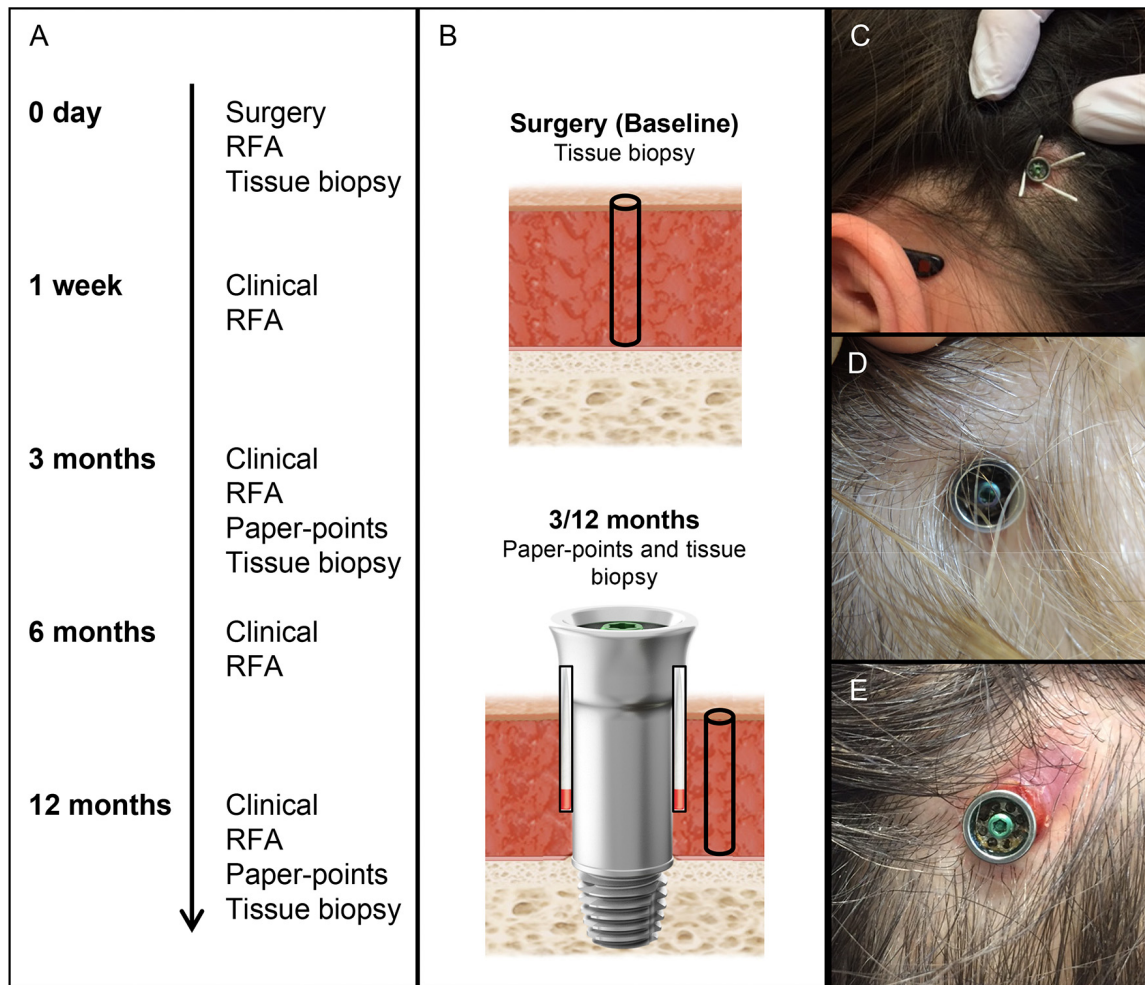 A
0 day
Surgery
RFA
Tissue biopsy
1 week
Clinical
RFA
3 months
Clinical
RFA
Paper-points
Tissue biopsy
6 months
Clinical
RFA
12 months
Clinical
RFA
Paper-points
Tissue biopsy
B
Surgery (Baseline)
Tissue biopsy
3/12 months
Paper-points and tissue
biopsy
C
D
E